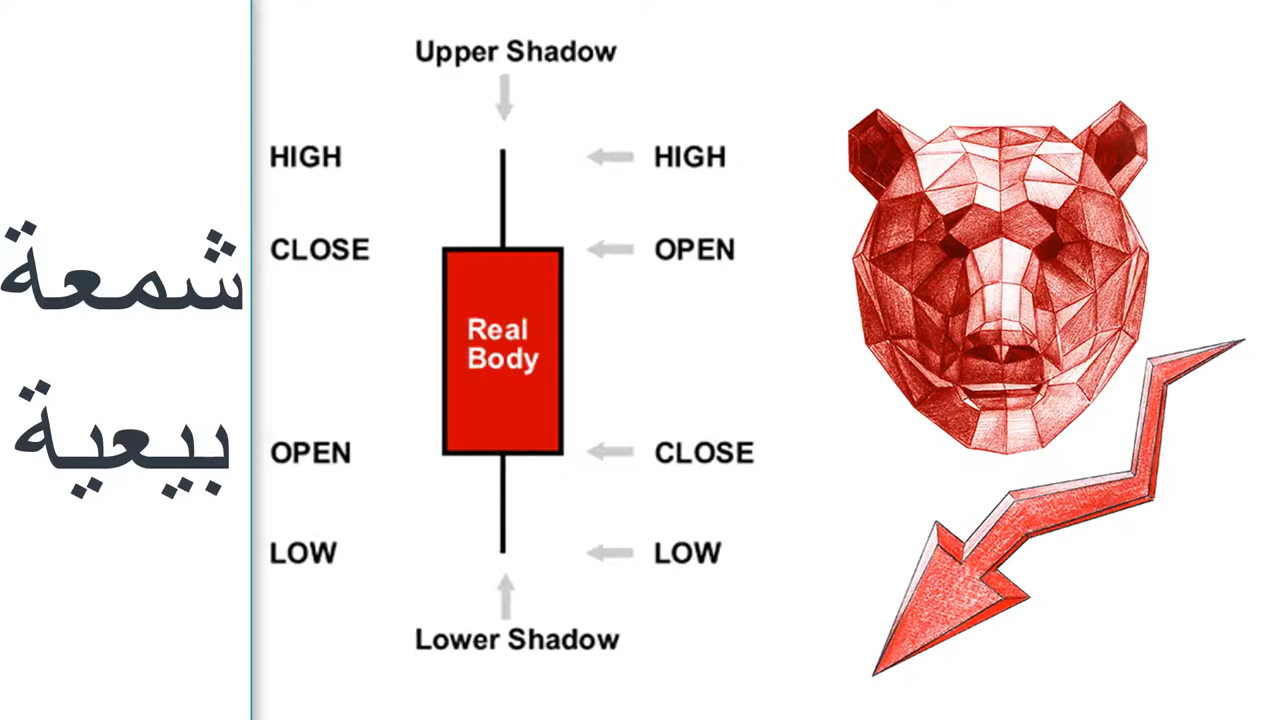 شمعة
بيعية
Upper Shadow
HIGH
HIGH
CLOSE
OPEN
Real
Body
OPEN
CLOSE
LOW
LOW
Lower Shadow